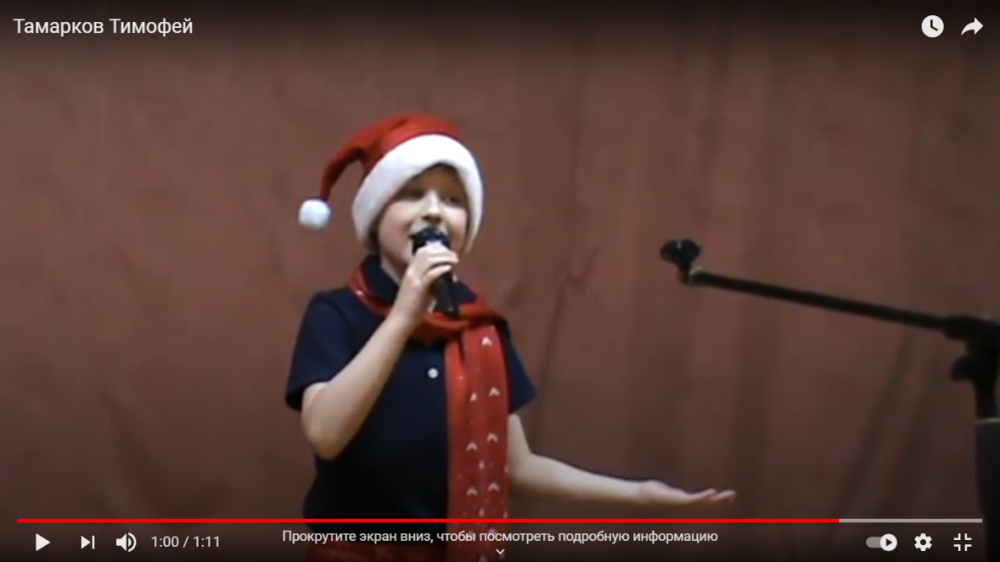 Тамарков Тимофей
1:00 / 1:11
Прокрутите экран вниз, чтобы посмотреть подробную информацию